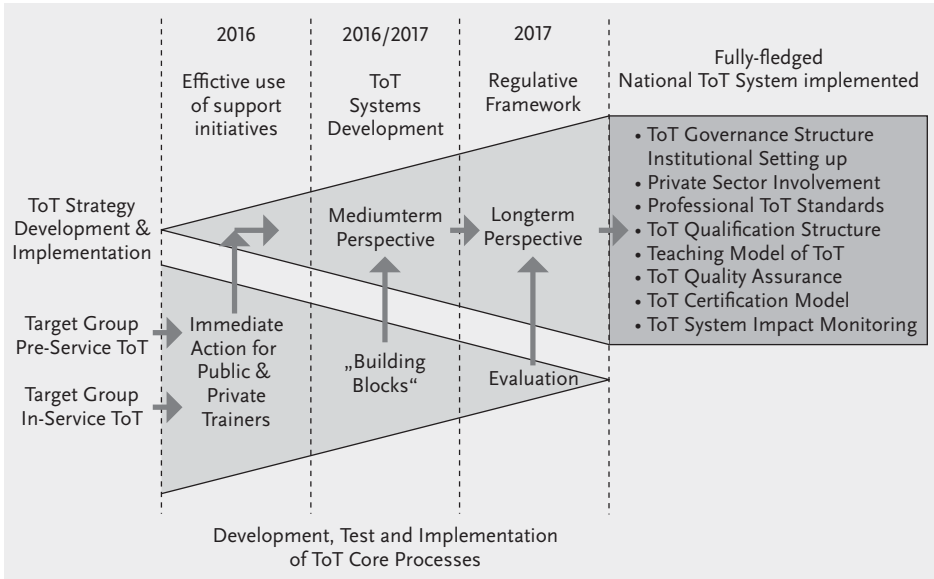 2016
Effictive use
of support
initiatives
2016/2017
ToT
Systems
Development
2017
Regulative
Framework
Fully-fledged
National ToT System implemented
ToT Strategy
Development &
Implementation
Mediumterm
Perspective
Longterm
Perspective
• ToT Governance Structure
Institutional Setting up
• Private Sector Involvement
• Professional ToT Standards
• ToT Qualification Structure
• Teaching Model of ToT
• ToT Quality Assurance
• ToT Certification Model
• ToT System Impact Monitoring
Target Group
Pre-Service ToT
Target Group
In-Service ToT
Immediate
Action for
Public &
Private
Trainers
„Building
Blocks“
Evaluation
Development, Test and Implementation
of ToT Core Processes